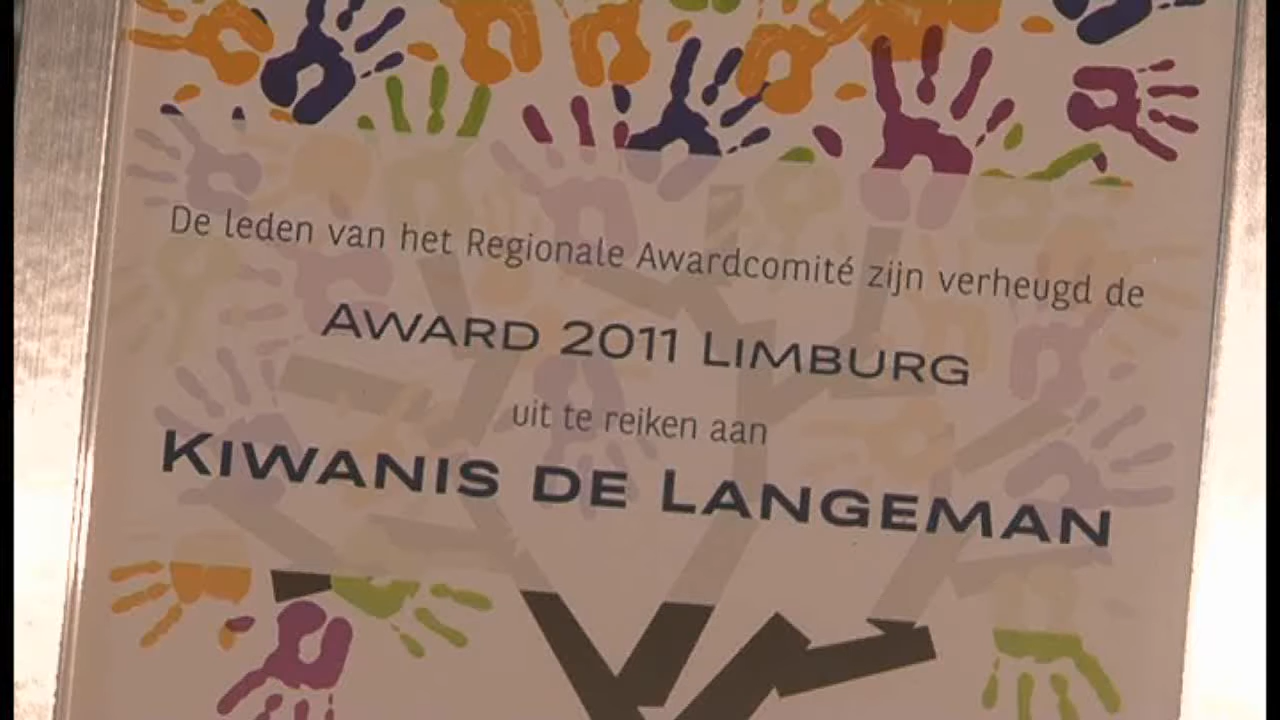 De leden van het Regionale Awardcomité zijn verheugd de
AWARD 2011 LIMBURG
uit te reiken aan
KIWANIS DE LANGEMAN